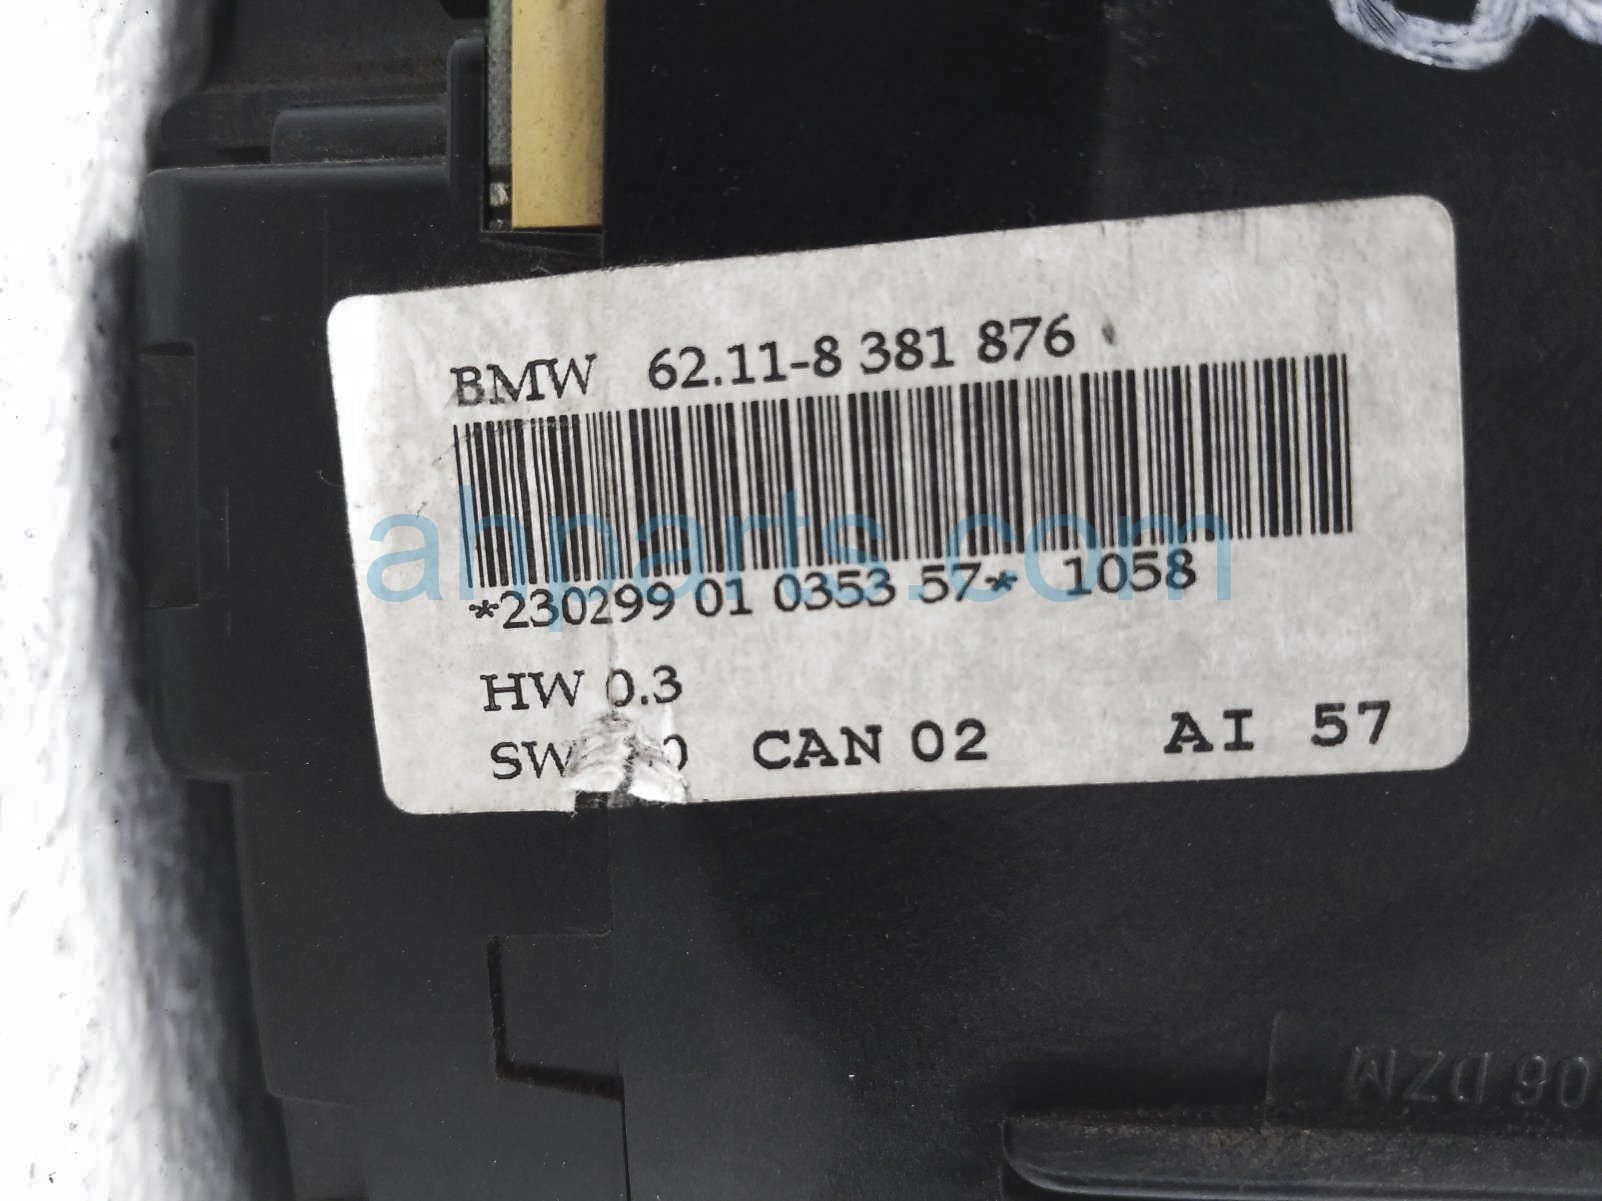 BMW 62.11-8 381 876
*230299 01 0353 57* 1058
HW 0.3
CAN 02 AI 57
ahparts.com